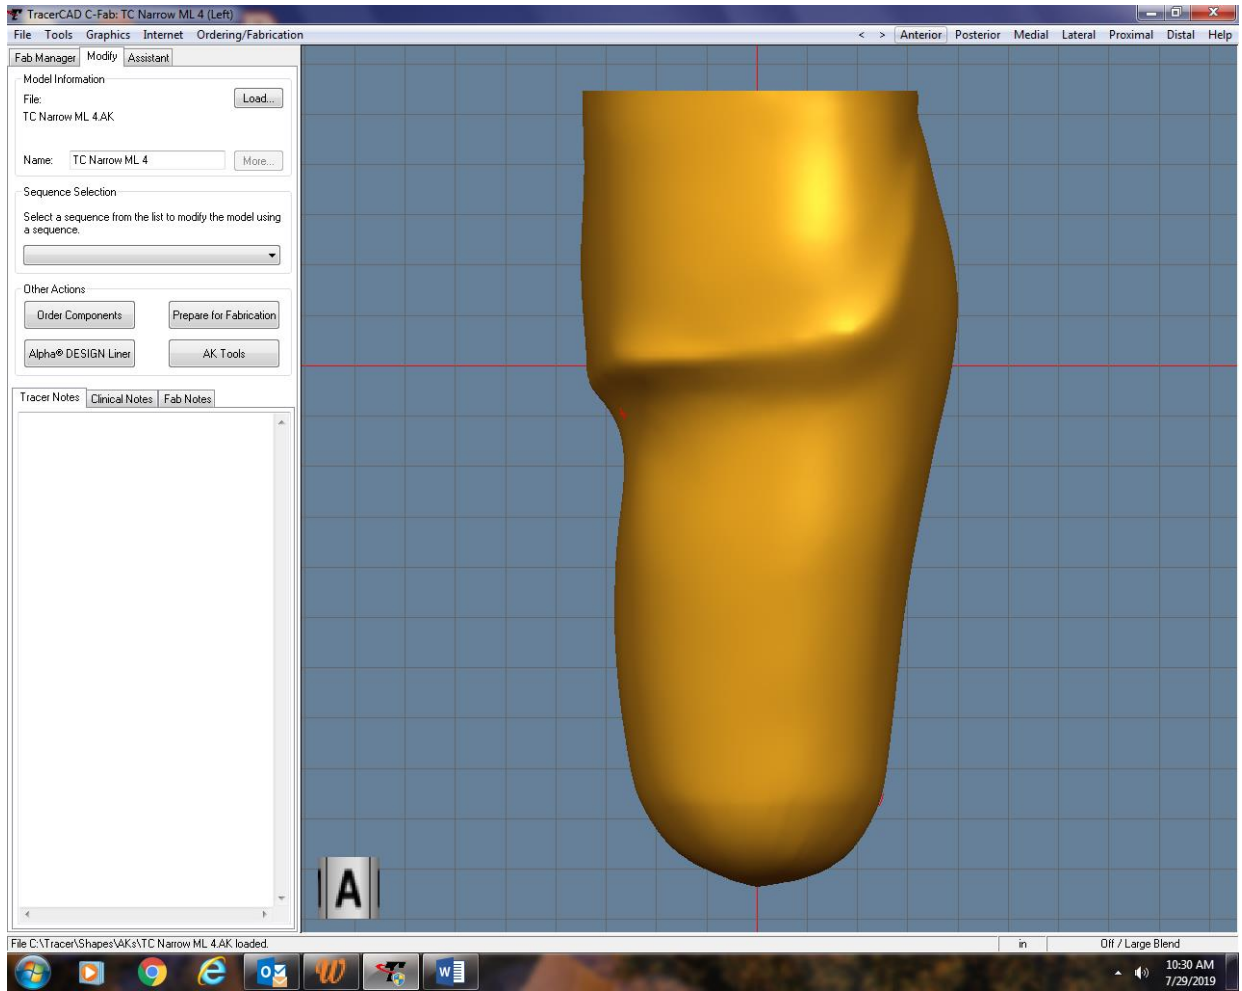 TracerCAD C-Fab: TC Narrow ML 4 (Left)
File Tools Graphics Internet Ordering/Fabrication < > Anterior Posterior Medial Lateral Proximal Distal Help
Fab Manager Modify Assistant
Model Information
File: Load...
TC Narrow ML 4.AK
Name: TC Narrow ML 4 More...
Sequence Selection
Select a sequence from the list to modify the model using
a sequence.
Other Actions
Order Components Prepare for Fabrication
Alpha® DESIGN Liner AK Tools
Tracer Notes Clinical Notes Fab Notes
A
File C:\Tracer\Shapes\AKs\TC Narrow ML 4.AK loaded. in Off / Large Blend
10:30 AM
7/29/2019